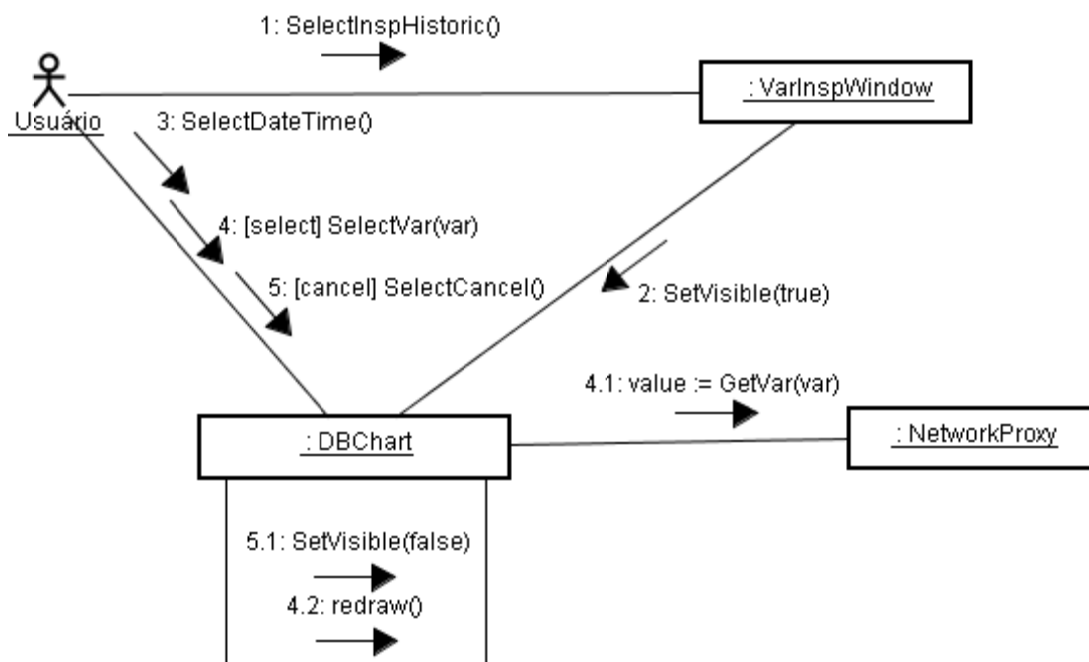 1: SelectInspHistoric()
: VarInspWindow
Usuário
3: SelectDateTime()
4: [select] SelectVar(var)
5: [cancel] SelectCancel()
2: SetVisible(true)
4.1: value := GetVar(var)
: DBChart
: NetworkProxy
5.1: SetVisible(false)
4.2: redraw()